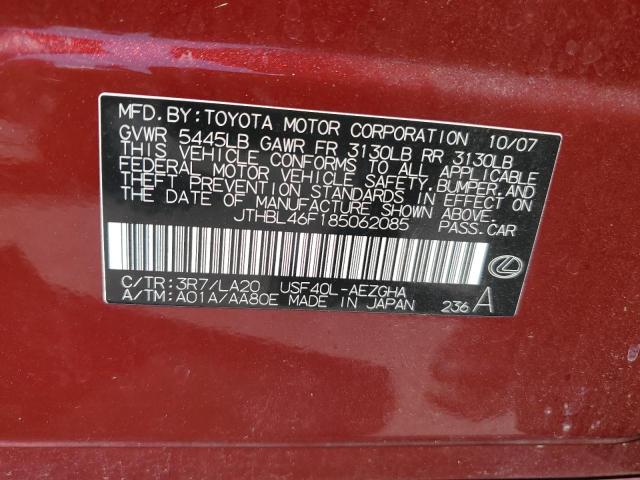 MFD.BY:TOYOTA MOTOR CORPORATION 10/07
GVWR 5445LB GAWR FR 3130LB RR 3130LB
THIS VEHICLE CONFORMS TO ALL APPLICABLE
FEDERAL MOTOR VEHICLE SAFETY,BUMPER,AND
THEFT PREVENTION STANDARDS IN EFFECT ON
THE DATE OF MANUFACTURE SHOWN ABOVE.
JTHBL46F185062085 PASS.CAR
C/TR:3R7/LA20 USF40L-AEZGHA
A/TM:A01A/AA80E MADE IN JAPAN 236 A